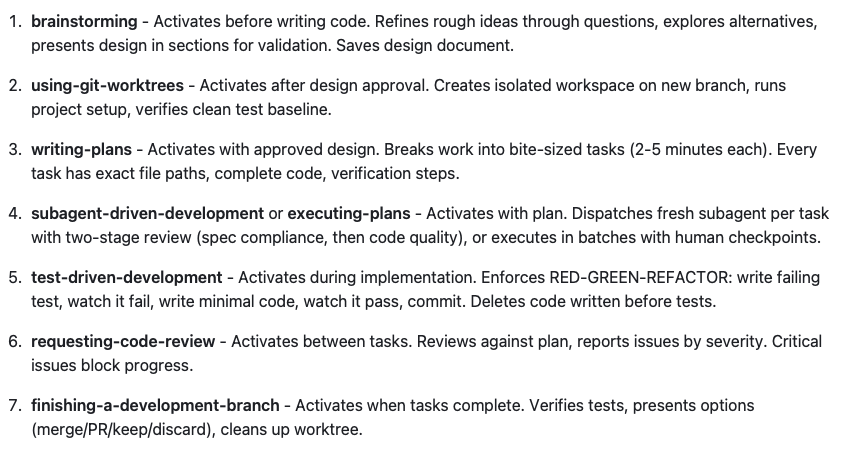 1. brainstorming - Activates before writing code. Refines rough ideas through questions, explores alternatives,
presents design in sections for validation. Saves design document.
2. using-git-worktrees - Activates after design approval. Creates isolated workspace on new branch, runs
project setup, verifies clean test baseline.
3. writing-plans - Activates with approved design. Breaks work into bite-sized tasks (2-5 minutes each). Every
task has exact file paths, complete code, verification steps.
4. subagent-driven-development or executing-plans - Activates with plan. Dispatches fresh subagent per task
with two-stage review (spec compliance, then code quality), or executes in batches with human checkpoints.
5. test-driven-development - Activates during implementation. Enforces RED-GREEN-REFACTOR: write failing
test, watch it fail, write minimal code, watch it pass, commit. Deletes code written before tests.
6. requesting-code-review - Activates between tasks. Reviews against plan, reports issues by severity. Critical
issues block progress.
7. finishing-a-development-branch - Activates when tasks complete. Verifies tests, presents options
(merge/PR/keep/discard), cleans up worktree.